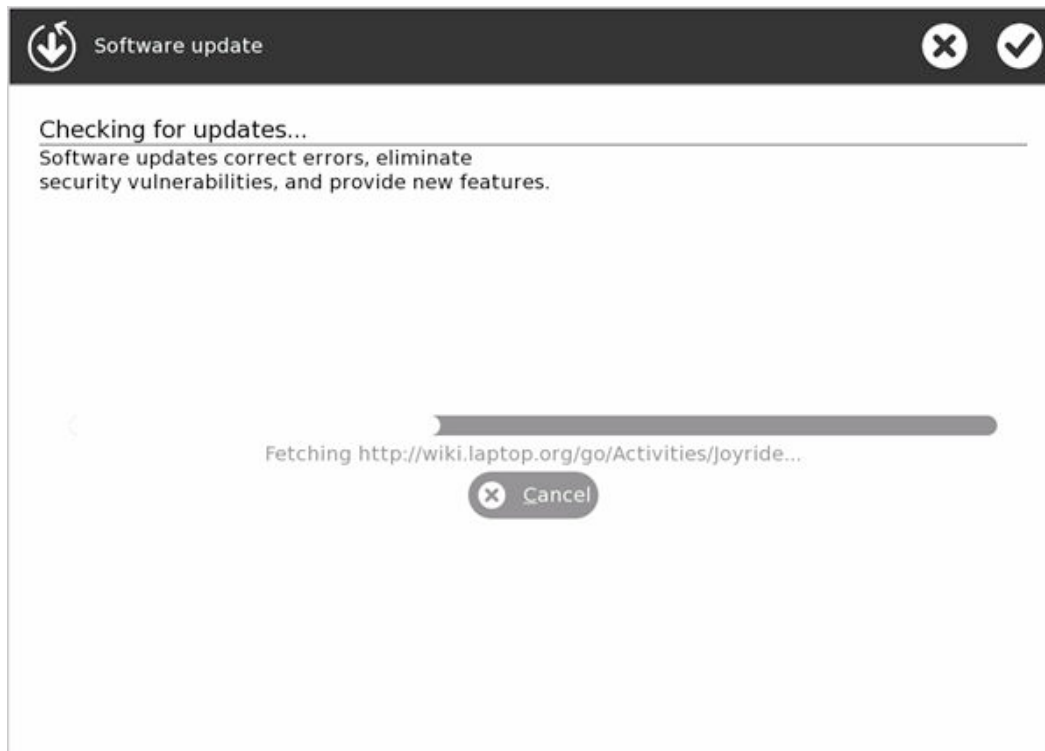 Software update
Checking for updates...
Software updates correct errors, eliminate
security vulnerabilities, and provide new features.
Fetching http://wiki.laptop.org/go/Activities/Joyride...
Cancel